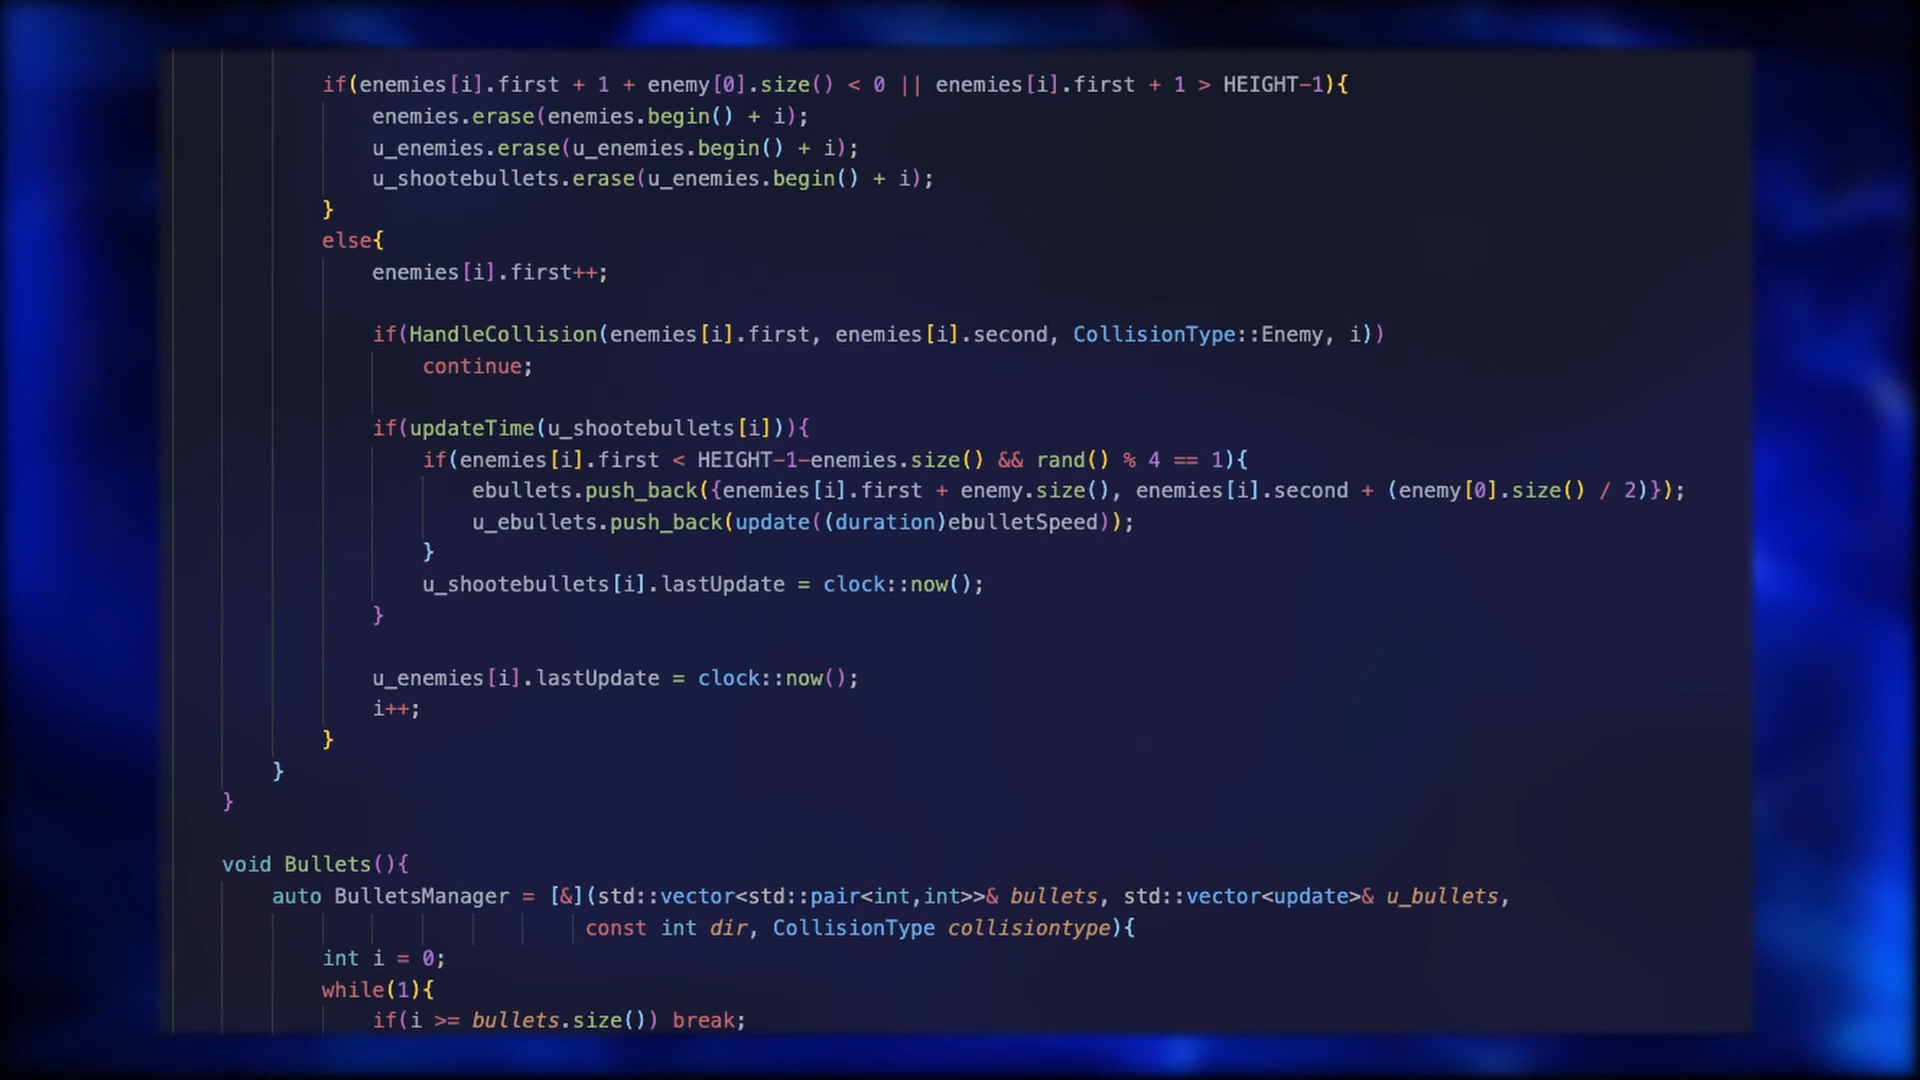 if(enemies[i].first + 1 + enemy[0].size() < 0 || enemies[i].first + 1 > HEIGHT-1){
enemies.erase(enemies.begin() + i);
u_enemies.erase(u_enemies.begin() + i);
u_shootebullets.erase(u_enemies.begin() + i);
}
else{
enemies[i].first++;
if(HandleCollision(enemies[i].first, enemies[i].second, CollisionType::Enemy, i))
continue;
if(updateTime(u_shootebullets[i])){
if(enemies[i].first < HEIGHT-1-enemies.size() && rand() % 4 == 1){
ebullets.push_back({enemies[i].first + enemy.size(), enemies[i].second + (enemy[0].size() / 2)});
u_ebullets.push_back(update((duration)ebulletSpeed));
}
u_shootebullets[i].lastUpdate = clock::now();
}
u_enemies[i].lastUpdate = clock::now();
i++;
}
}
}
void Bullets(){
auto BulletsManager = [&](std::vector<std::pair<int,int>>& bullets, std::vector<update>& u_bullets,
const int dir, CollisionType collisiontype){
int i = 0;
while(1){
if(i >= bullets.size()) break;